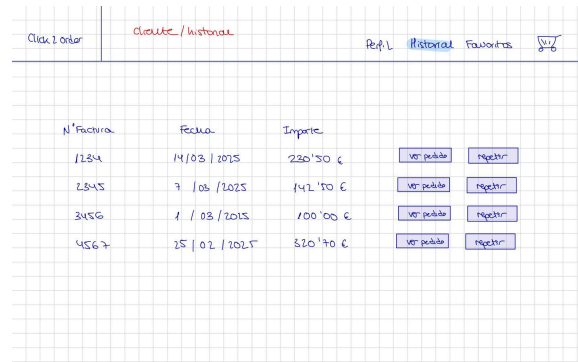 Click 2 order
cliente / historial
Perfil Historial Favoritos
Nº Factura Fecha Importe
1234 14/03/2025 230'50 € ver pedido repetir
2345 7/03/2025 142'50 € ver pedido repetir
3456 1/03/2025 100'00 € ver pedido repetir
4567 25/02/2025 320'70 € ver pedido repetir